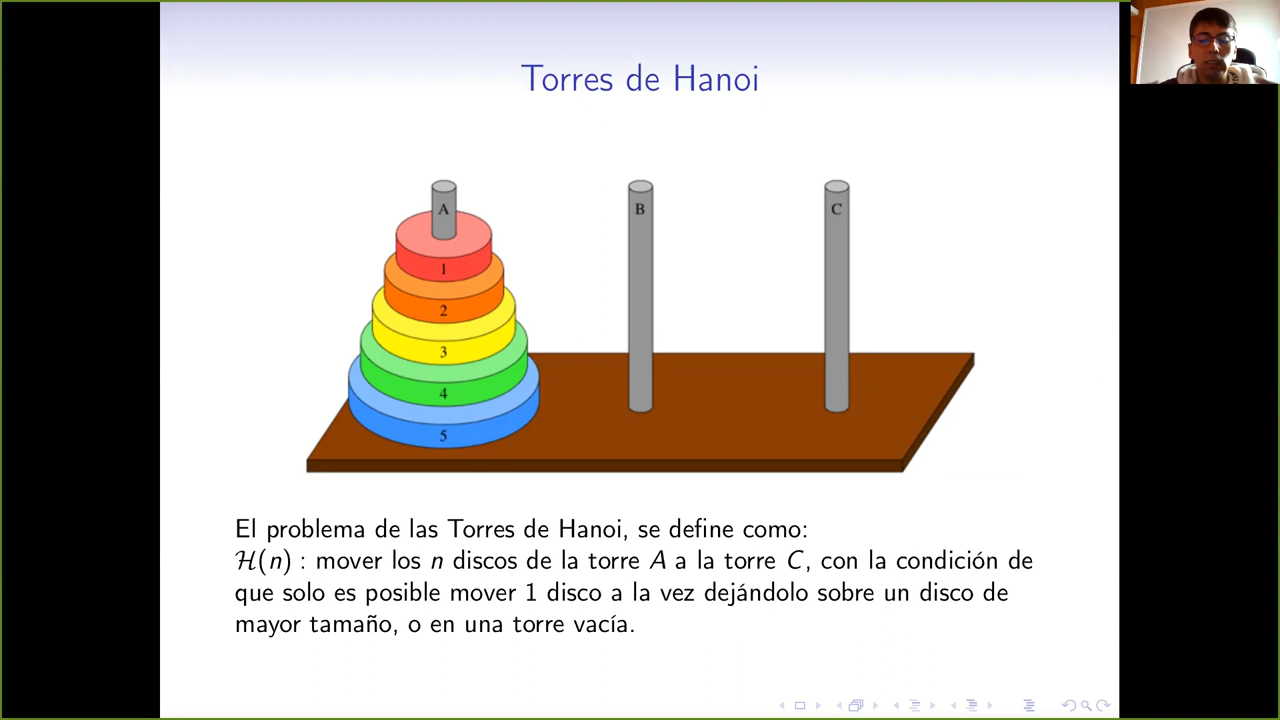 Torres de Hanoi
A
B
C
1
2
3
4
5
El problema de las Torres de Hanoi, se define como:
ℋ(n) : mover los n discos de la torre A a la torre C, con la condición de
que solo es posible mover 1 disco a la vez dejándolo sobre un disco de
mayor tamaño, o en una torre vacía.